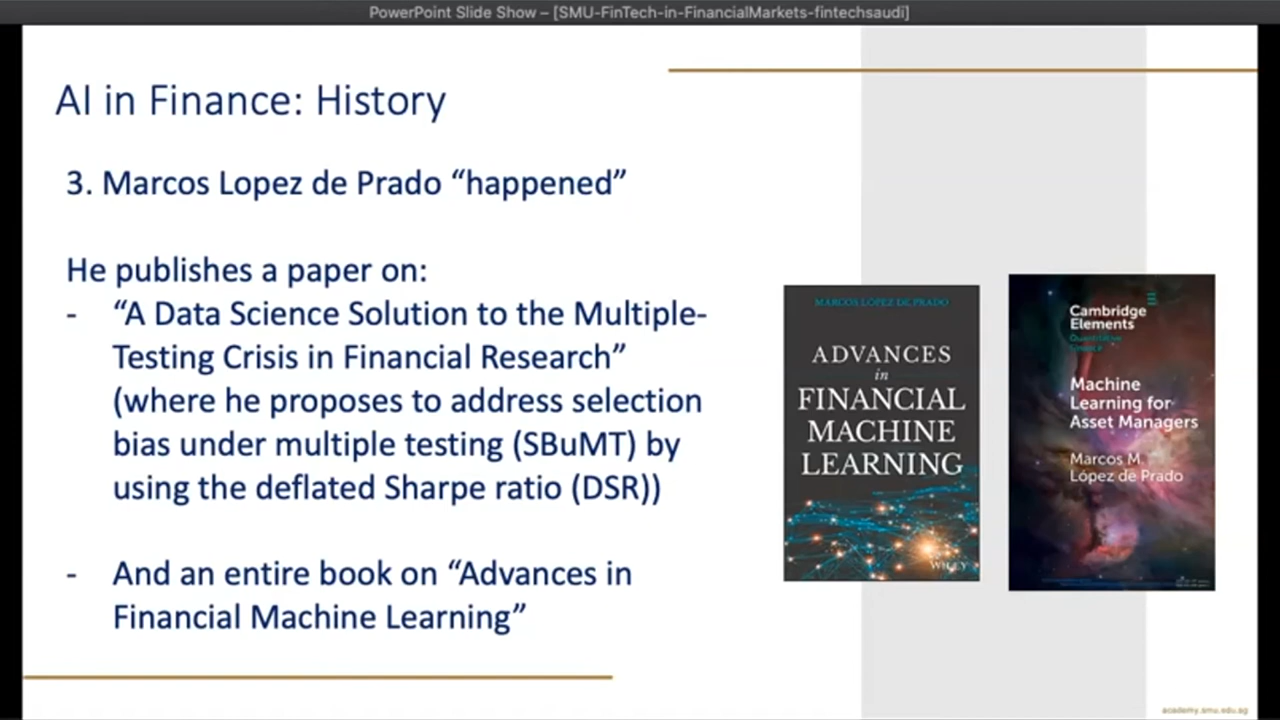 PowerPoint Slide Show – [SMU-FinTech-in-FinancialMarkets-fintechsaudi]
AI in Finance: History
3. Marcos Lopez de Prado “happened”
He publishes a paper on:
- “A Data Science Solution to the Multiple-
Testing Crisis in Financial Research”
(where he proposes to address selection
bias under multiple testing (SBuMT) by
using the deflated Sharpe ratio (DSR))
- And an entire book on “Advances in
Financial Machine Learning”
MARCOS LÓPEZ DE PRADO
ADVANCES
in
FINANCIAL
MACHINE
LEARNING
WILEY
Cambridge
Elements
Quantitative
Finance
Machine
Learning for
Asset Managers
Marcos M.
López de Prado
academy.smu.edu.sg